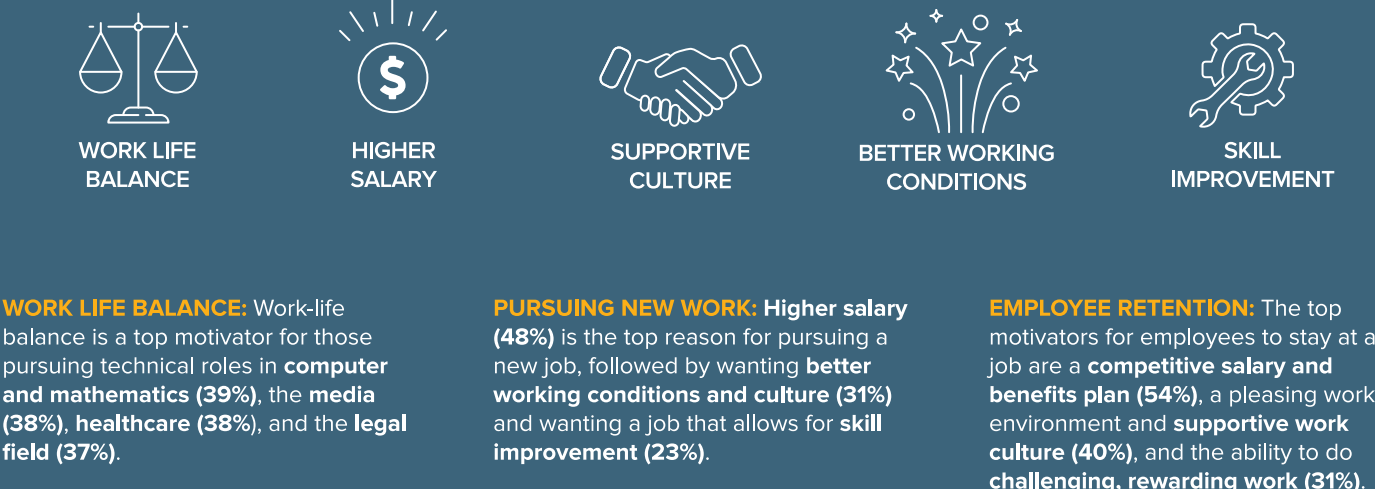 $
WORK LIFE
BALANCE
HIGHER
SALARY
SUPPORTIVE
CULTURE
BETTER WORKING
CONDITIONS
SKILL
IMPROVEMENT
WORK LIFE BALANCE: Work-life
balance is a top motivator for those
pursuing technical roles in computer
and mathematics (39%), the media
(38%), healthcare (38%), and the legal
field (37%).
PURSUING NEW WORK: Higher salary
(48%) is the top reason for pursuing a
new job, followed by wanting better
working conditions and culture (31%)
and wanting a job that allows for skill
improvement (23%).
EMPLOYEE RETENTION: The top
motivators for employees to stay at a
job are a competitive salary and
benefits plan (54%), a pleasing work
environment and supportive work
culture (40%), and the ability to do
challenging, rewarding work (31%).